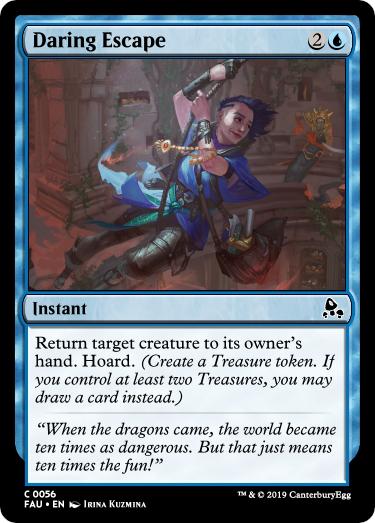 Daring Escape 2
Instant
Return target creature to its owner's
hand. Hoard. (Create a Treasure token. If
you control at least two Treasures, you may
draw a card instead.)
"When the dragons came, the world became
ten times as dangerous. But that just means
ten times the fun!"
C 0056
FAU • EN Irina Kuzmina
™ & © 2019 CanterburyEgg